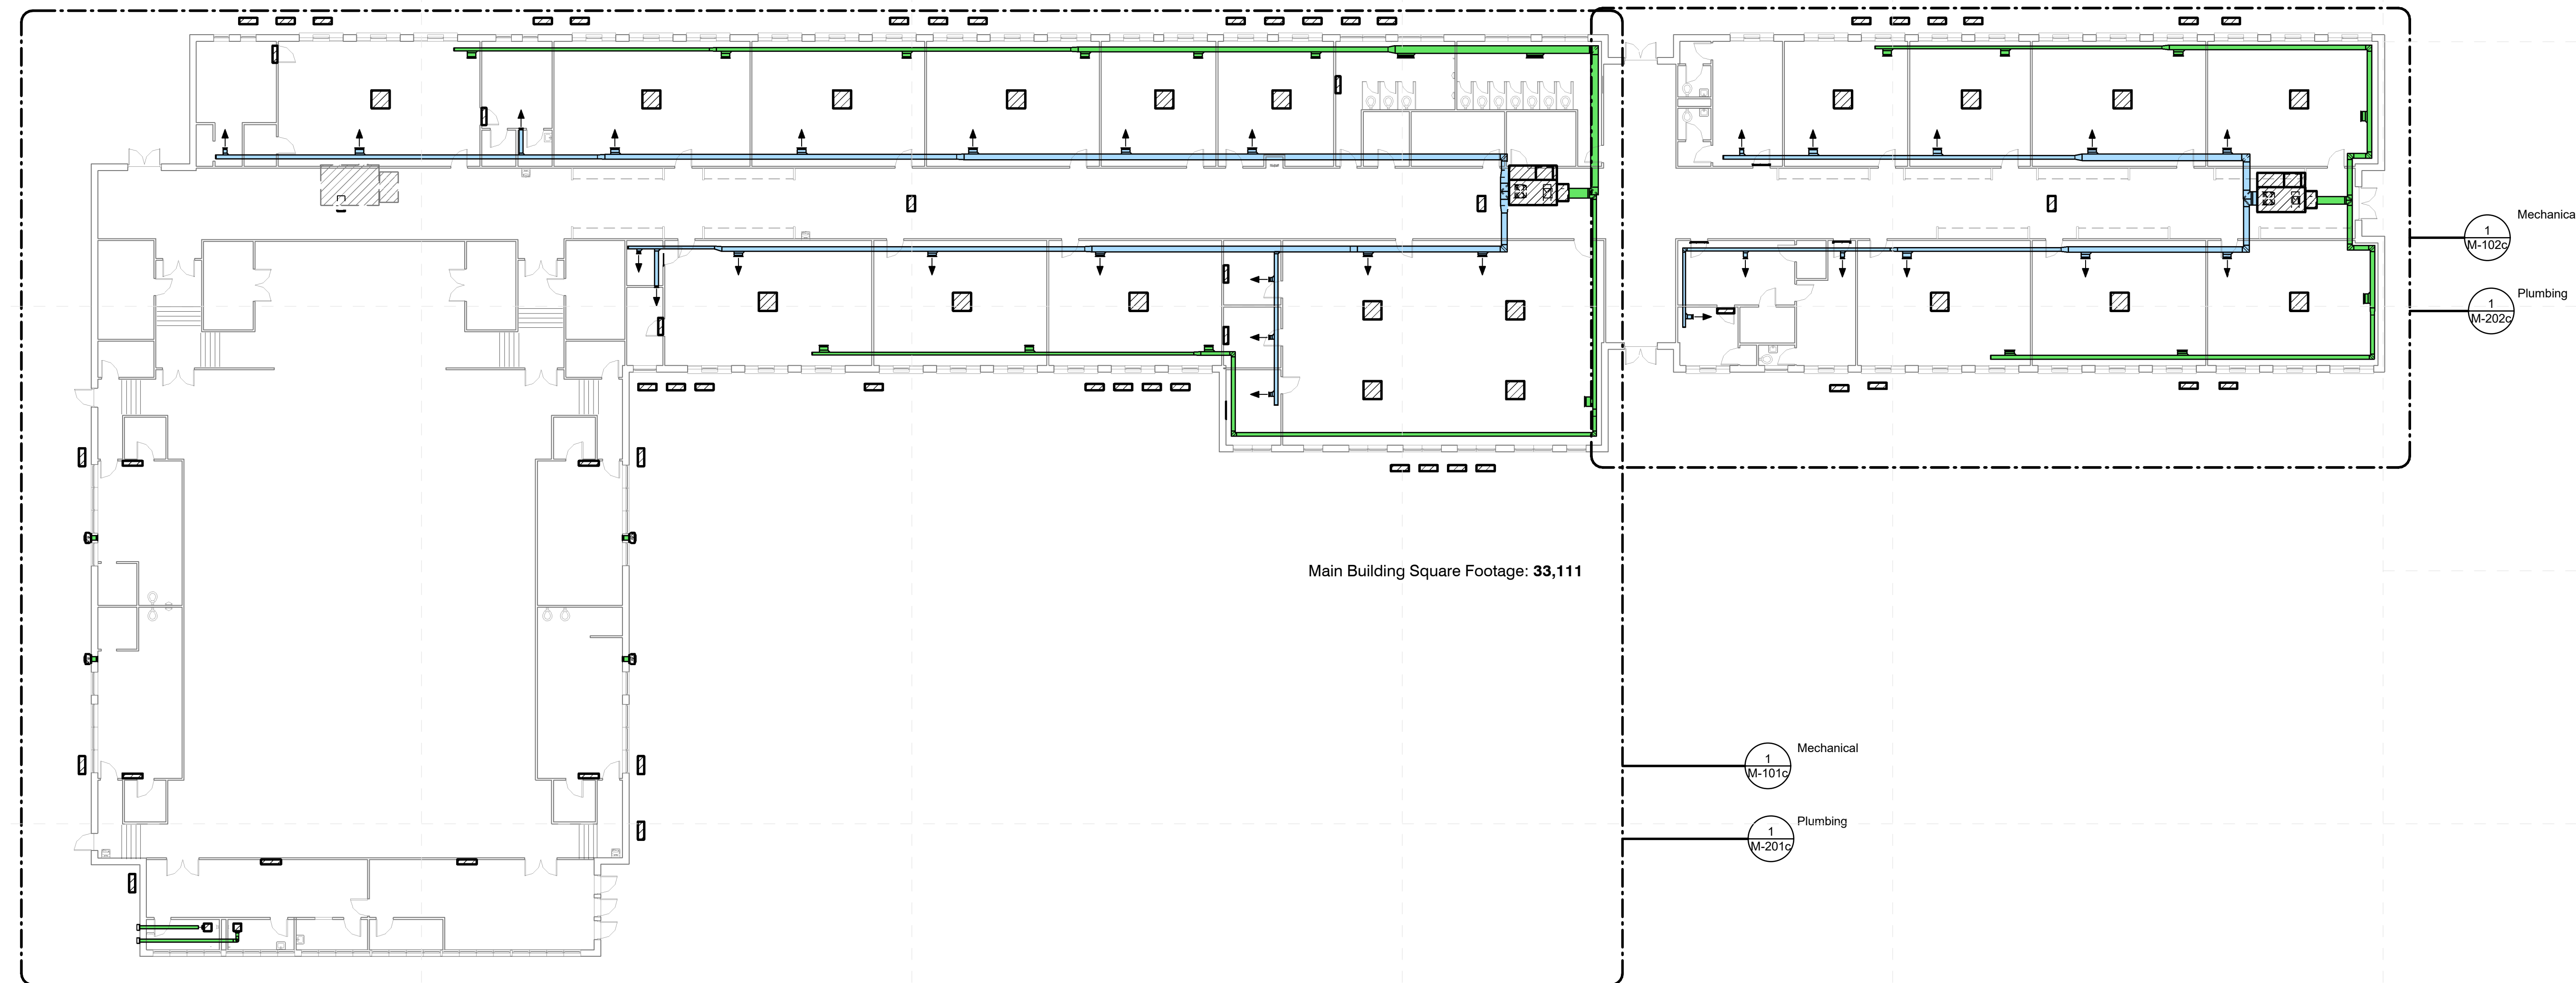 Mechanica
1
M-102c
Plumbing
1
M-202c
Main Building Square Footage: 33,111
Mechanical
1
M-101c
Plumbing
1
M-201c